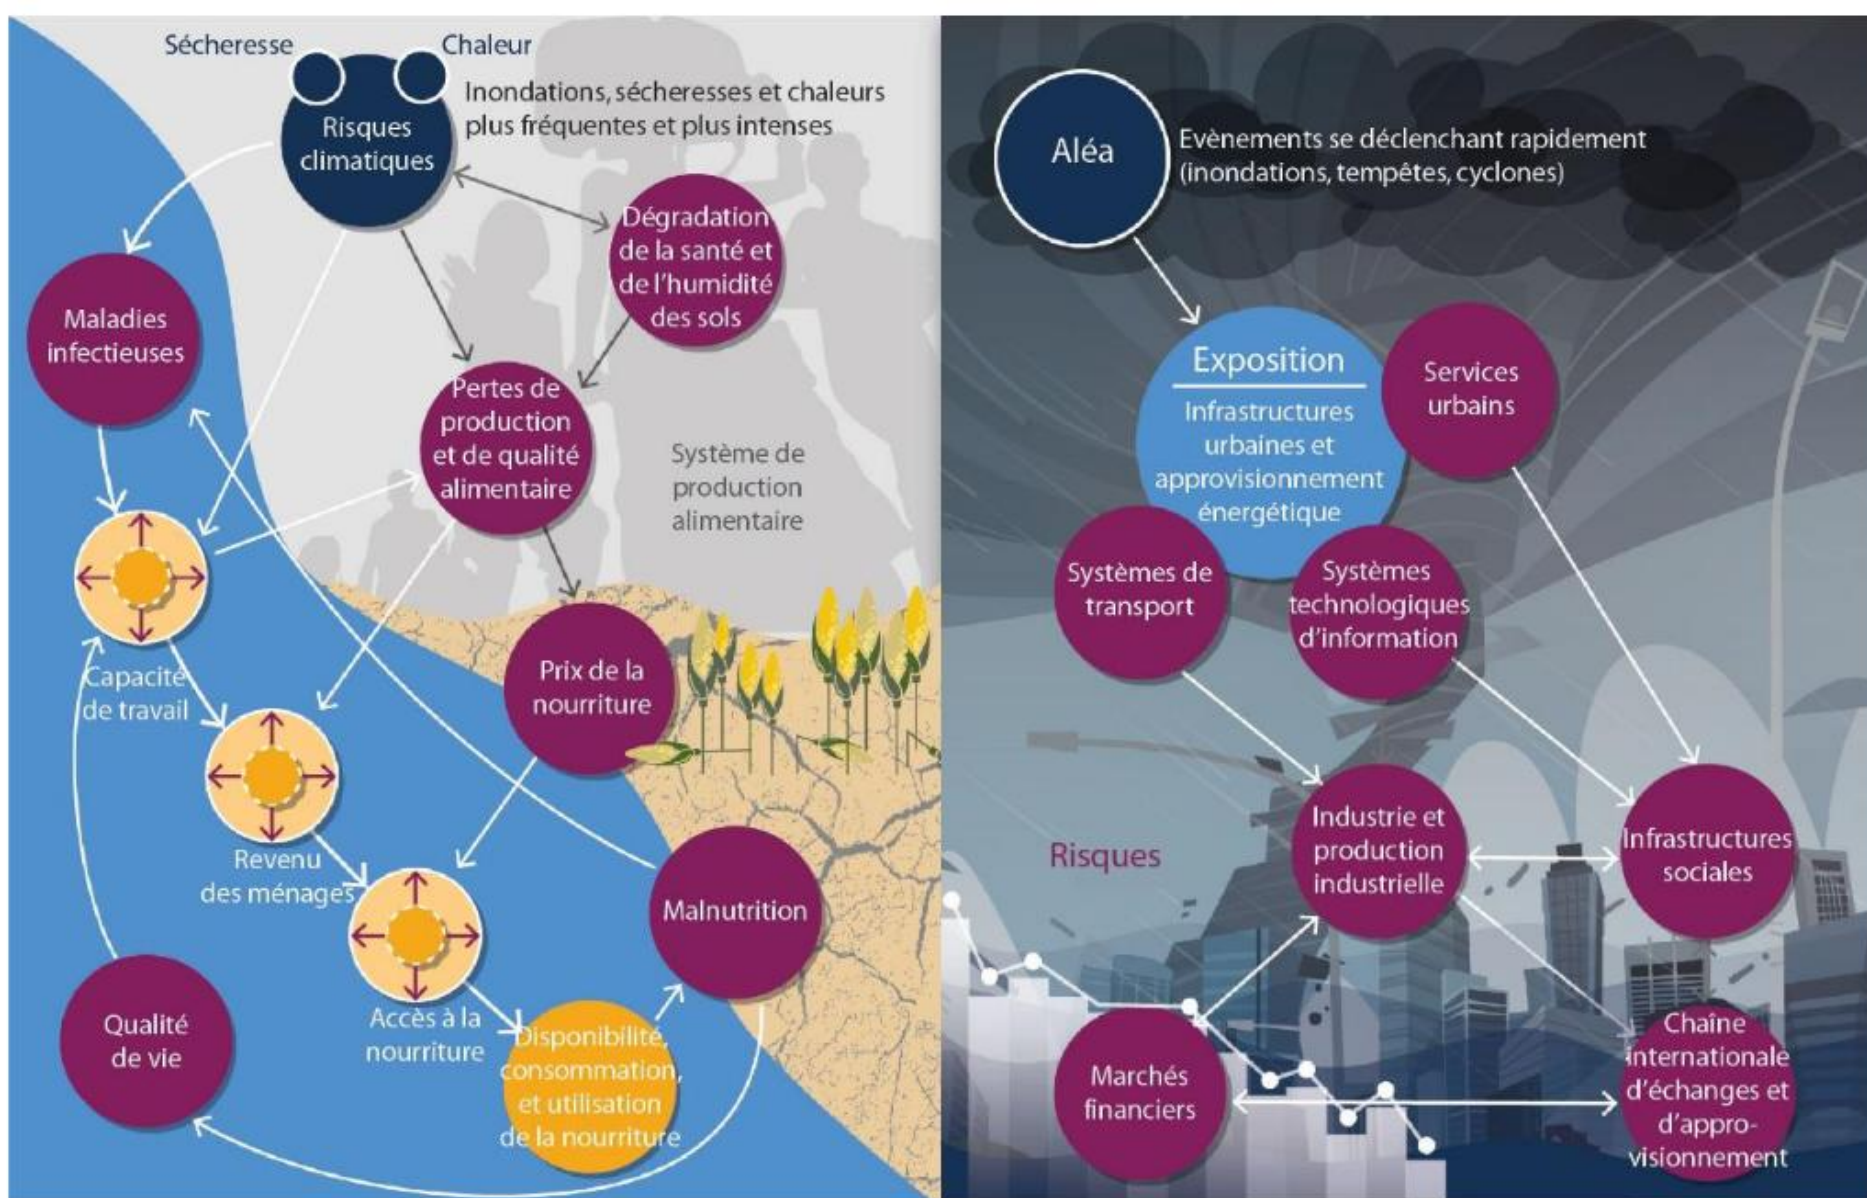 Sécheresse
Chaleur
Inondations, sécheresses et chaleurs
plus fréquentes et plus intenses
Risques
climatiques
Dégradation
de la santé et
de l'humidité
des sols
Maladies
infectieuses
Pertes de
production
et de qualité
alimentaire
Système de
production
alimentaire
Capacité
de travail
Prix de la
nourriture
Revenu
des ménages
Malnutrition
Accès à la
nourriture
Qualité
de vie
Disponibilité,
consommation,
et utilisation
de la nourriture
Aléa
Evènements se déclenchant rapidement
(inondations, tempêtes, cyclones)
Exposition
Infrastructures
urbaines et
approvisionnement
énergétique
Services
urbains
Systèmes de
transport
Systèmes
technologiques
d'information
Risques
Industrie et
production
industrielle
Infrastructures
sociales
Marchés
financiers
Chaîne
internationale
d'échanges et
d'appro-
visionnement